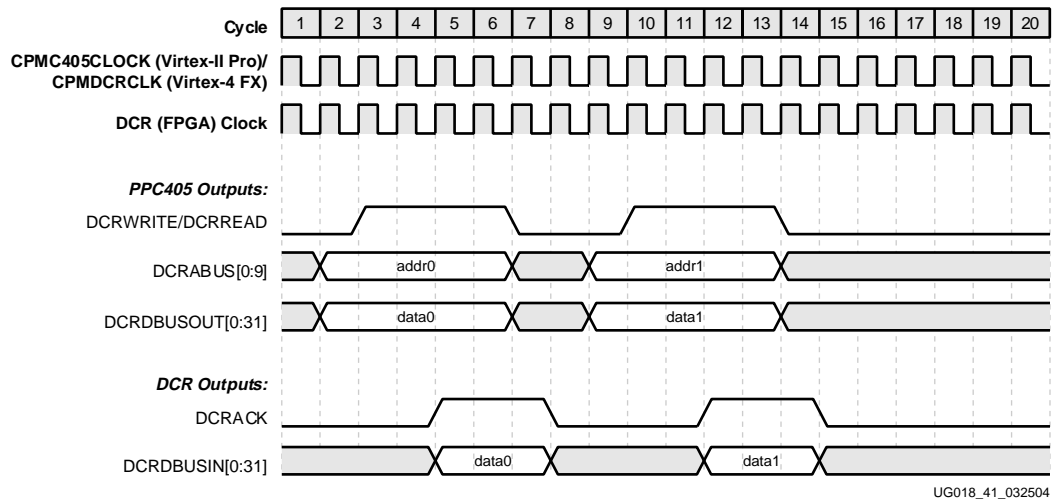 Cycle 1 2 3 4 5 6 7 8 9 10 11 12 13 14 15 16 17 18 19 20
CPMC405CLOCK (Virtex-II Pro)/
CPMDCRCLK (Virtex-4 FX)
DCR (FPGA) Clock
PPC405 Outputs:
DCRWRITE/DCRREAD
DCRABUS[0:9] addr0 addr1
DCRDBUSOUT[0:31] data0 data1
DCR Outputs:
DCRACK
DCRDBUSIN[0:31] data0 data1
UG018_41_032504